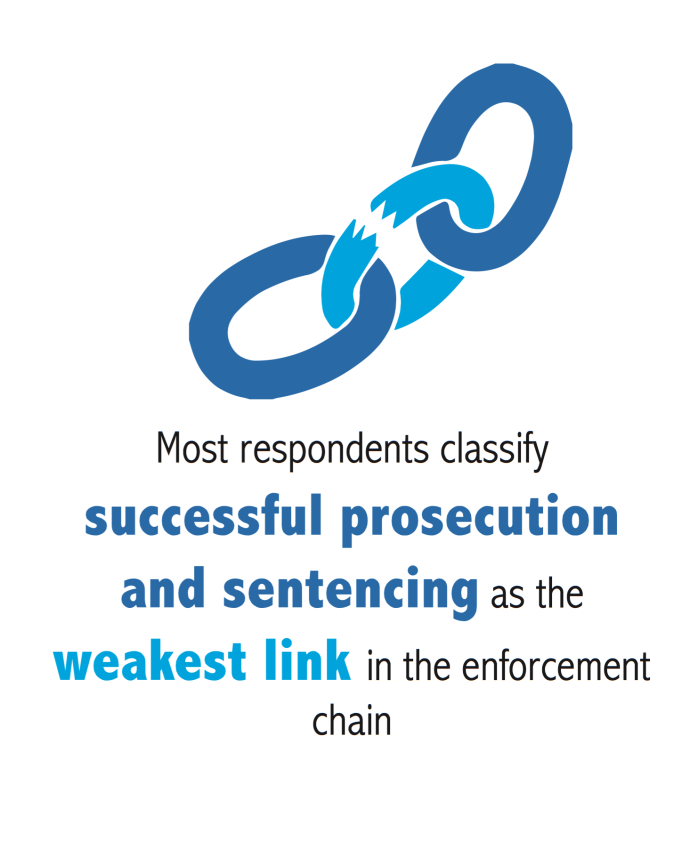 Most respondents classify
successful prosecution
and sentencing as the
weakest link in the enforcement
chain